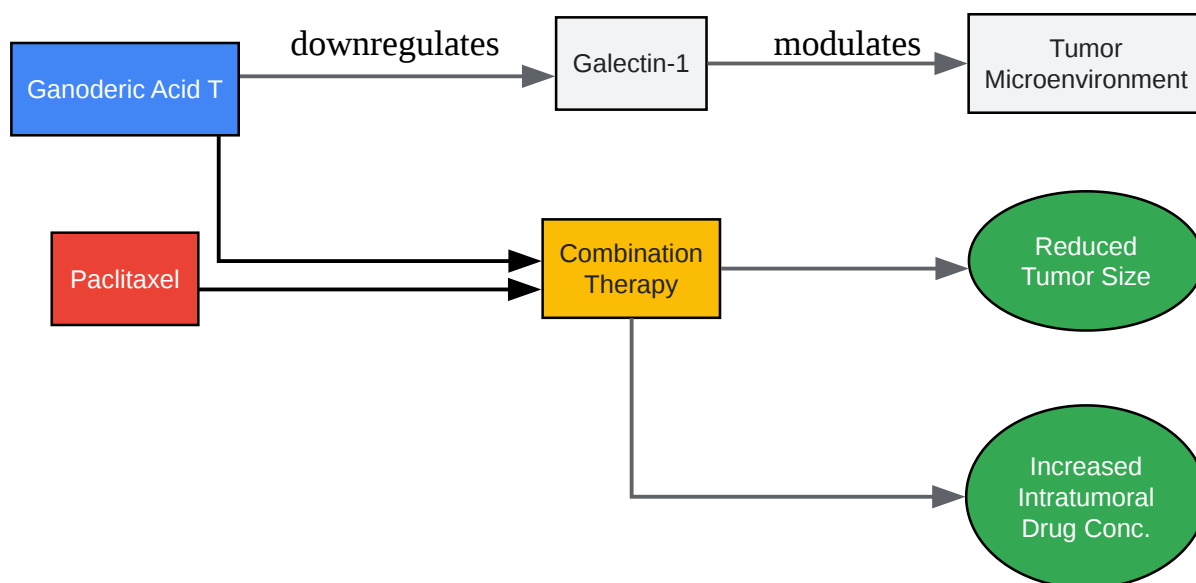 downregulates
modulates
Ganoderic Acid T
Galectin-1
Tumor
Microenvironment
Paclitaxel
Combination
Therapy
Reduced
Tumor Size
Increased
Intratumoral
Drug Conc.